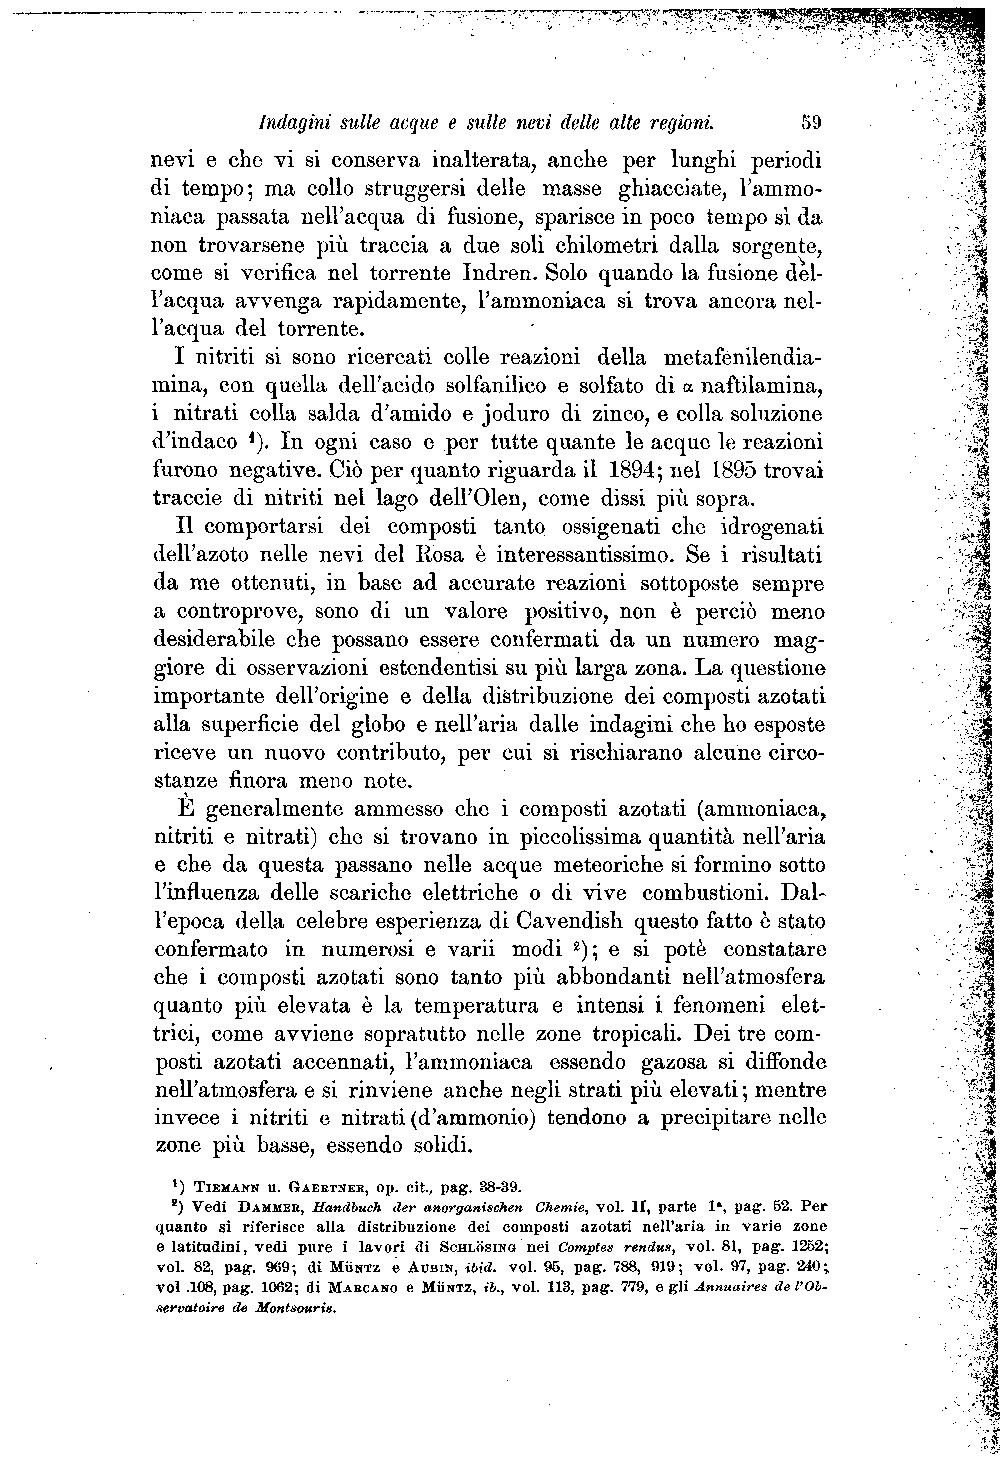 Indagini sulle acque e sulle nevi delle alte regioni. 59
nevi e che vi si conserva inalterata, anche per lunghi periodi
di tempo; ma collo struggersi delle masse ghiacciate, l'ammo-
niaca passata nell'acqua di fusione, sparisce in poco tempo sì da
non trovarsene più traccia a due soli chilometri dalla sorgente,
come si verifica nel torrente Indren. Solo quando la fusione del-
l'acqua avvenga rapidamente, l'ammoniaca si trova ancora nel-
l'acqua del torrente.
I nitriti si sono ricercati colle reazioni della metafenilendia-
mina, con quella dell'acido solfanilico e solfato di α naftilamina,
i nitrati colla salda d'amido e joduro di zinco, e colla soluzione
d'indaco ¹). In ogni caso e per tutte quante le acque le reazioni
furono negative. Ciò per quanto riguarda il 1894; nel 1895 trovai
traccie di nitriti nel lago dell'Olen, come dissi più sopra.
Il comportarsi dei composti tanto ossigenati che idrogenati
dell'azoto nelle nevi del Rosa è interessantissimo. Se i risultati
da me ottenuti, in base ad accurate reazioni sottoposte sempre
a controprove, sono di un valore positivo, non è perciò meno
desiderabile che possano essere confermati da un numero mag-
giore di osservazioni estendentisi su più larga zona. La questione
importante dell'origine e della distribuzione dei composti azotati
alla superficie del globo e nell'aria dalle indagini che ho esposte
riceve un nuovo contributo, per cui si rischiarano alcune circo-
stanze finora meno note.
È generalmente ammesso che i composti azotati (ammoniaca,
nitriti e nitrati) che si trovano in piccolissima quantità nell'aria
e che da questa passano nelle acque meteoriche si formino sotto
l'influenza delle scariche elettriche o di vive combustioni. Dal-
l'epoca della celebre esperienza di Cavendish questo fatto è stato
confermato in numerosi e varii modi ²); e si potè constatare
che i composti azotati sono tanto più abbondanti nell'atmosfera
quanto più elevata è la temperatura e intensi i fenomeni elet-
trici, come avviene sopratutto nelle zone tropicali. Dei tre com-
posti azotati accennati, l'ammoniaca essendo gazosa si diffonde
nell'atmosfera e si rinviene anche negli strati più elevati; mentre
invece i nitriti e nitrati (d'ammonio) tendono a precipitare nelle
zone più basse, essendo solidi.
¹) TIEMANN u. GAERTNER, op. cit., pag. 38-39.
²) Vedi DAMMER, Handbuch der anorganischen Chemie, vol. II, parte 1ª, pag. 52. Per
quanto si riferisce alla distribuzione dei composti azotati nell'aria in varie zone
e latitudini, vedi pure i lavori di SCHLÖSING nei Comptes rendus, vol. 81, pag. 1252;
vol. 82, pag. 969; di MÜNTZ e AUBIN, ibid. vol. 95, pag. 788, 919; vol. 97, pag. 240;
vol .108, pag. 1062; di MARCANO e MÜNTZ, ib., vol. 113, pag. 779, e gli Annuaires de l'Ob-
servatoire de Montsouris.